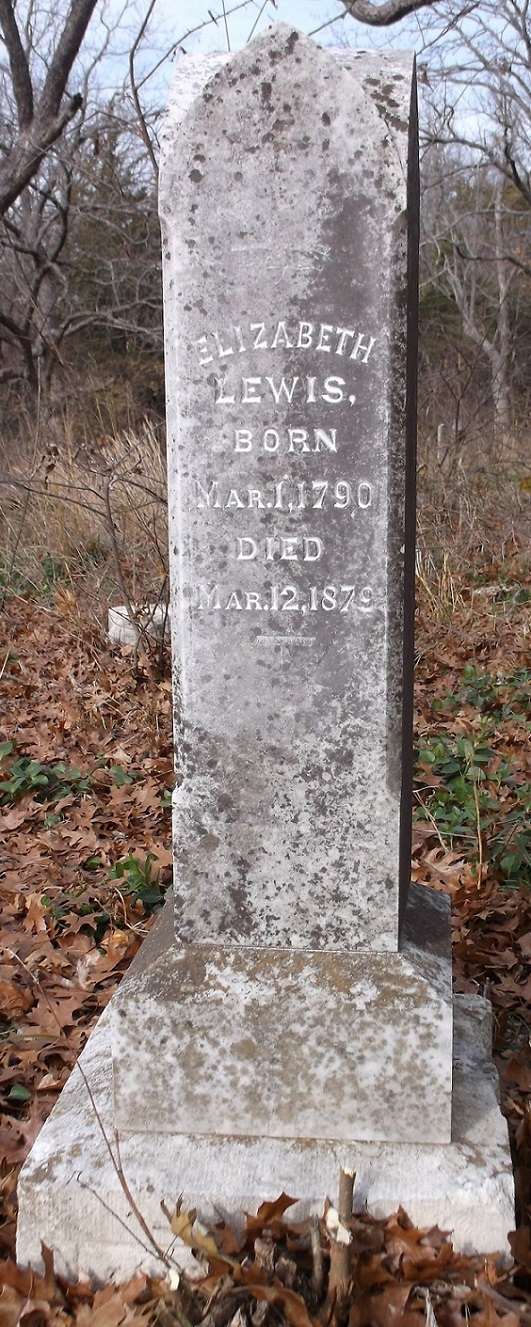 ELIZABETH
LEWIS,
BORN
MAR. 1, 1790
DIED
MAR. 12, 1879